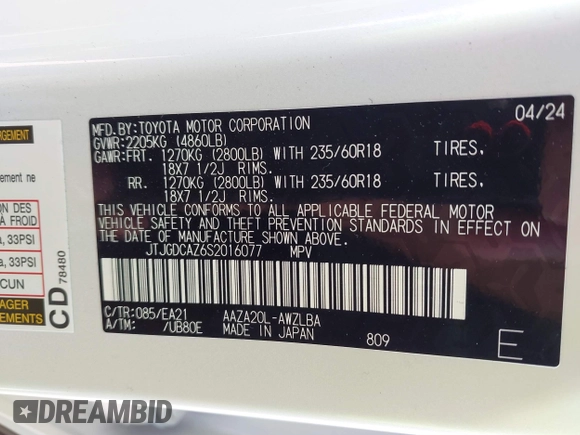 04/24
MFD.BY:TOYOTA MOTOR CORPORATION
GVWR:2205KG (4860LB)
GAWR:FRT. 1270KG (2800LB) WITH 235/60R18 TIRES,
18X7 1/2J RIMS.
RR. 1270KG (2800LB) WITH 235/60R18 TIRES,
18X7 1/2J RIMS.
THIS VEHICLE CONFORMS TO ALL APPLICABLE FEDERAL MOTOR
VEHICLE SAFETY AND THEFT PREVENTION STANDARDS IN EFFECT ON
THE DATE OF MANUFACTURE SHOWN ABOVE.
JTJGDCAZ6S2016077 MPV
C/TR:085/EA21 AAZA20L-AWZLBA
A/TM: /UB80E MADE IN JAPAN 809
E
ARGEMENT
ement ne
ION DES
À FROID
a, 33PSI
a, 33PSI
CUN
AGER
EMENTS
CD 78480
DREAMBID